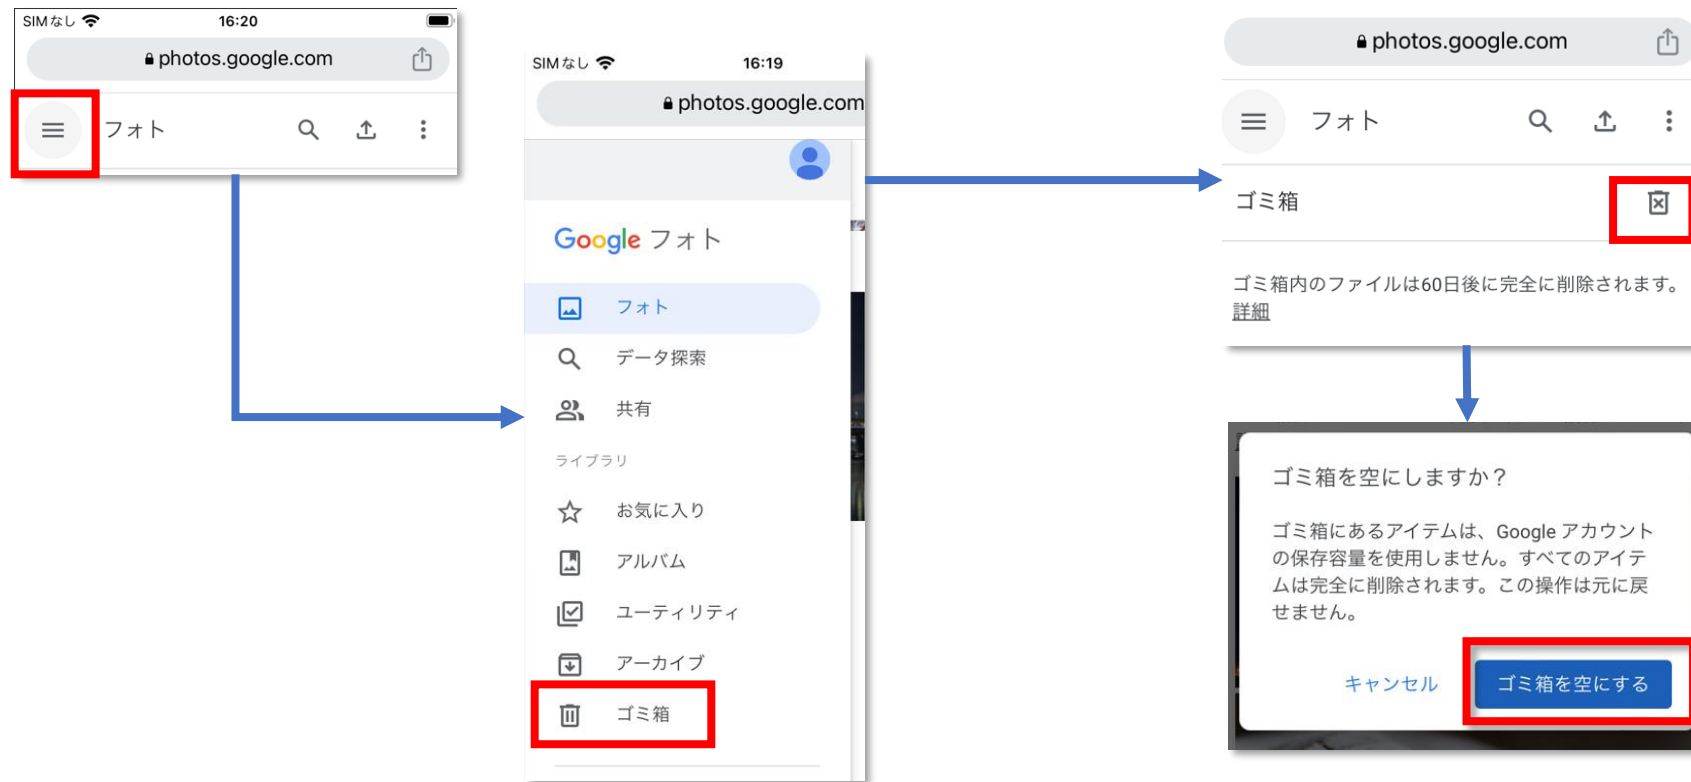 SIMなし
16:20
photos.google.com
フォト
SIMなし
16:19
photos.google.com
Google フォト
フォト
データ探索
共有
ライブラリ
お気に入り
アルバム
ユーティリティ
アーカイブ
ゴミ箱
photos.google.com
フォト
ゴミ箱
ゴミ箱内のファイルは60日後に完全に削除されます。
詳細
ゴミ箱を空にしますか？
ゴミ箱にあるアイテムは、Google アカウント
の保存容量を使用しません。すべてのアイテ
ムは完全に削除されます。この操作は元に戻
せません。
キャンセル
ゴミ箱を空にする